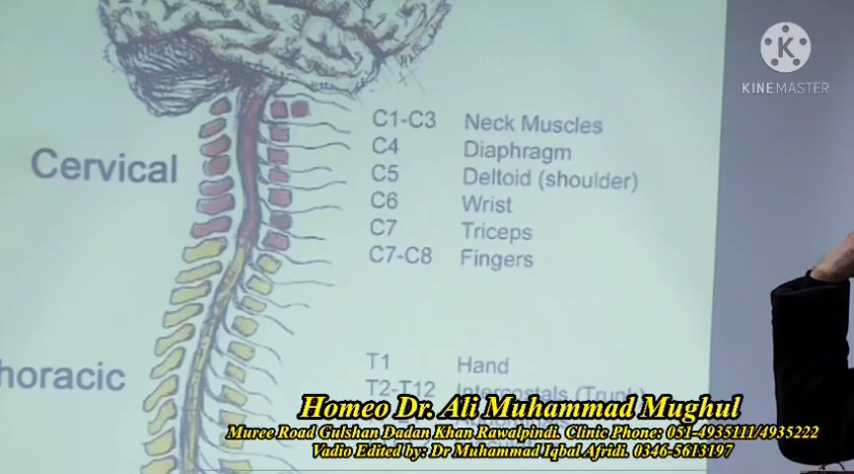 KINEMASTER
C1-C3 Neck Muscles
C4 Diaphragm
Cervical
C5 Deltoid (shoulder)
C6 Wrist
C7 Triceps
C7-C8 Fingers
horacic
T1 Hand
T2-T12 Intercostals (Trunk)
Homeo Dr. Ali Muhammad Mughul
Muree Road Gulshan Dadan Khan Rawalpindi. Clinic Phone: 051-4935111/4935222
Vadio Edited by: Dr Muhammad Iqbal Afridi. 0346-5613197